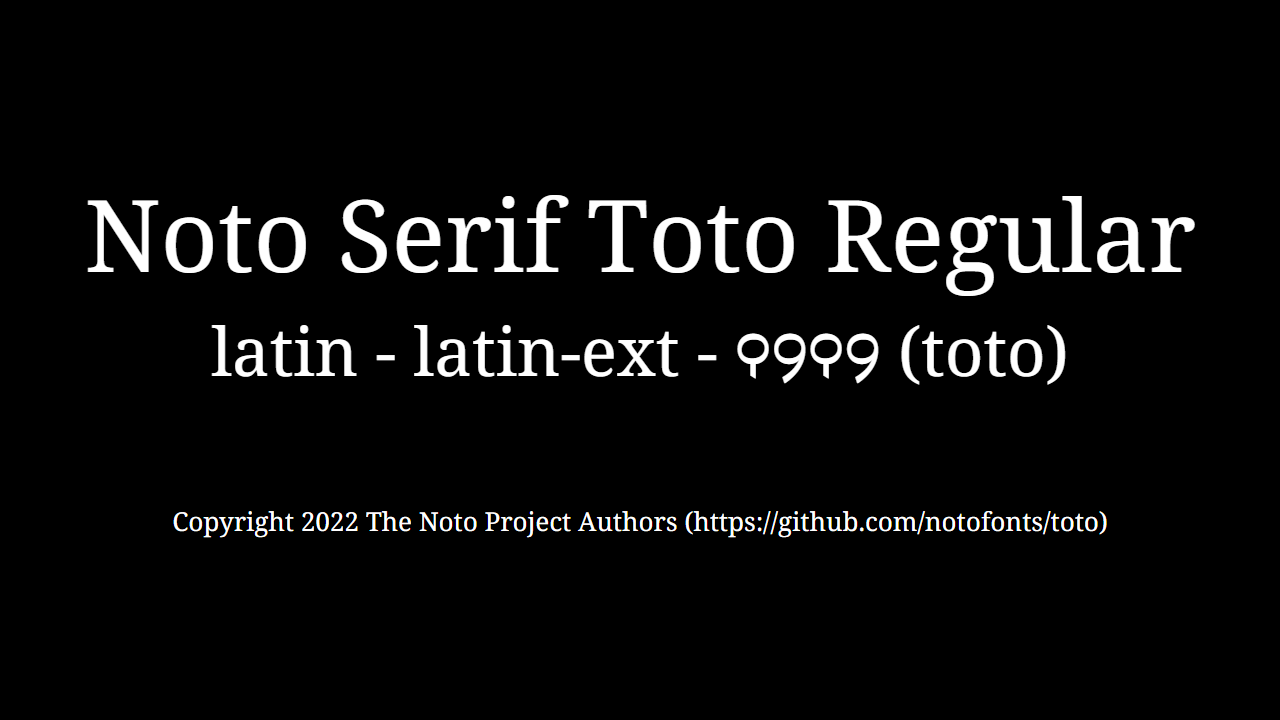 Noto Serif Toto Regular
latin - latin-ext - 𞊒𞊪𞊒𞊪 (toto)
Copyright 2022 The Noto Project Authors (https://github.com/notofonts/toto)